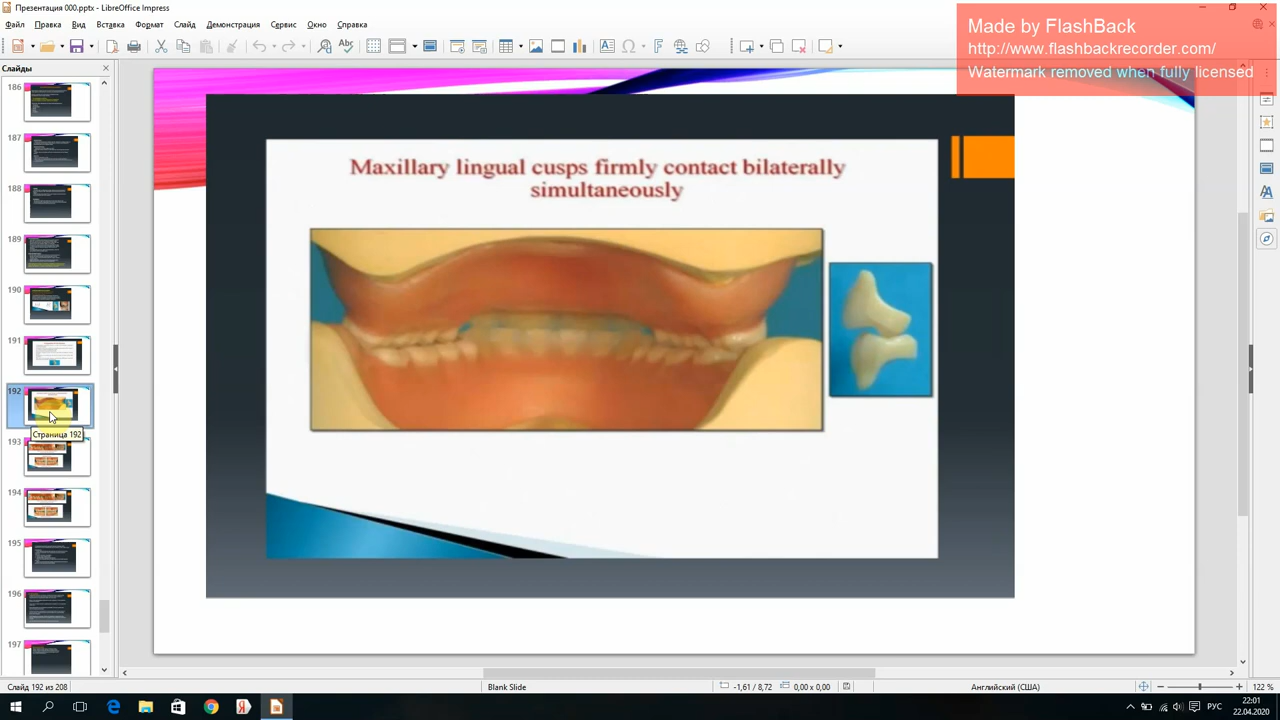 Презентация 000.pptx - LibreOffice Impress
Файл Правка Вид Вставка Формат Слайд Демонстрация Сервис Окно Справка
Made by FlashBack
http://www.flashbackrecorder.com/
Watermark removed when fully licensed
Слайды
186
187
188
189
190
191
192
Страница 192
193
194
195
196
197
Maxillary lingual cusps firmly contact bilaterally
simultaneously
Слайд 192 из 208
Blank Slide
-1,61 / 8,72
0,00 x 0,00
Английский (США)
122 %
РУС
22:01
22.04.2020